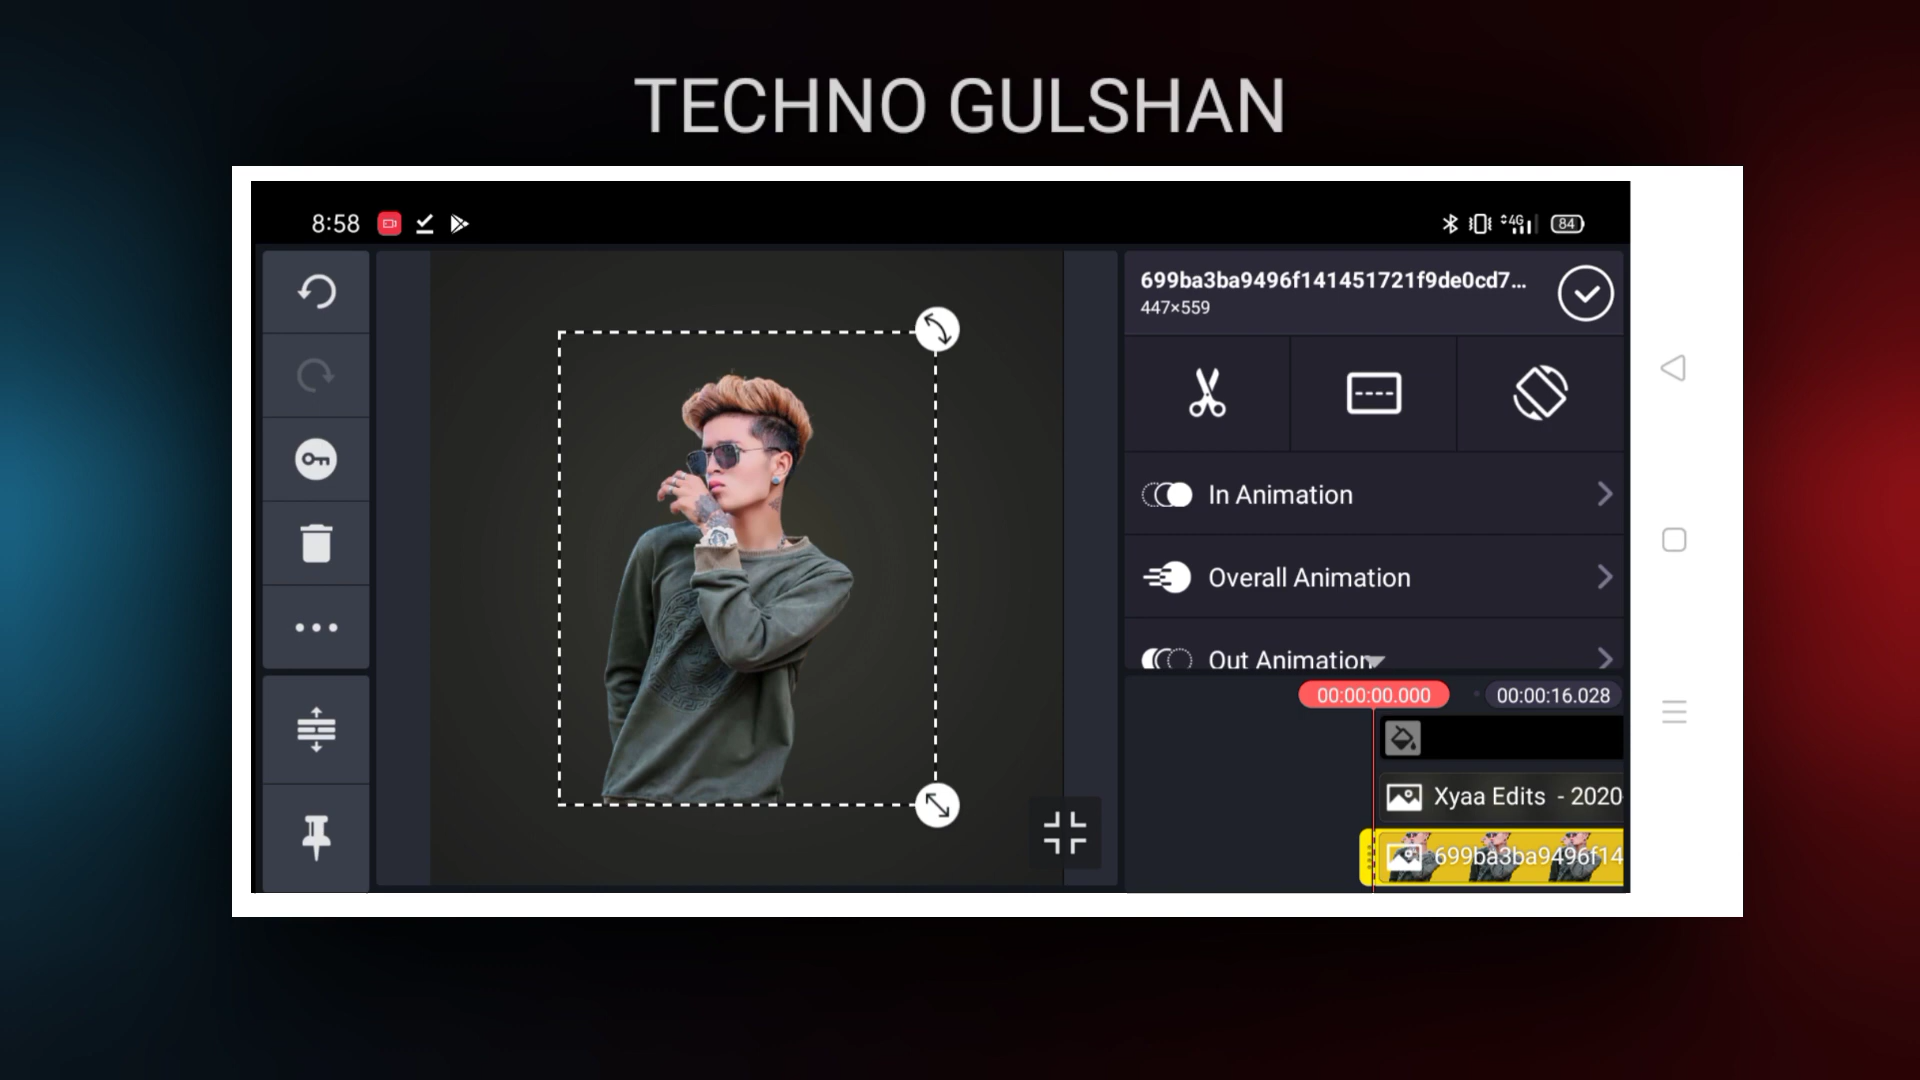 TECHNO GULSHAN
8:58
4G
84
699ba3ba9496f141451721f9de0cd7...
447×559
In Animation
Overall Animation
Out Animation
00:00:00.000
00:00:16.028
Xyaa Edits - 2020
699ba3ba9496f14